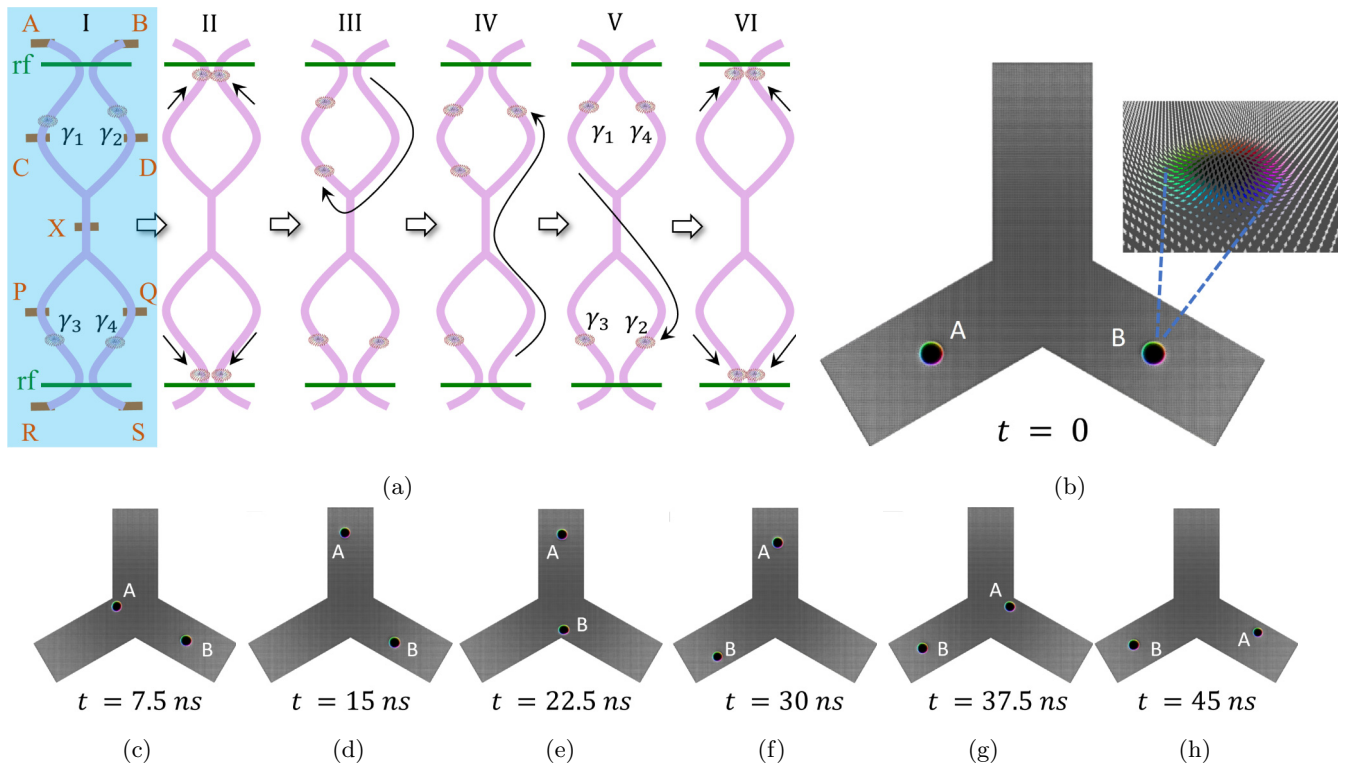 A I B II III IV V VI
rf
γ₁ γ₂ γ₁ γ₄
C D
X
P Q
γ₃ γ₄ γ₃ γ₂
rf
R S
(a)
A B
t = 0
(b)
A
B
t = 7.5 ns
(c)
A
B
t = 15 ns
(d)
A
B
t = 22.5 ns
(e)
A
B
t = 30 ns
(f)
A
B
t = 37.5 ns
(g)
B A
t = 45 ns
(h)